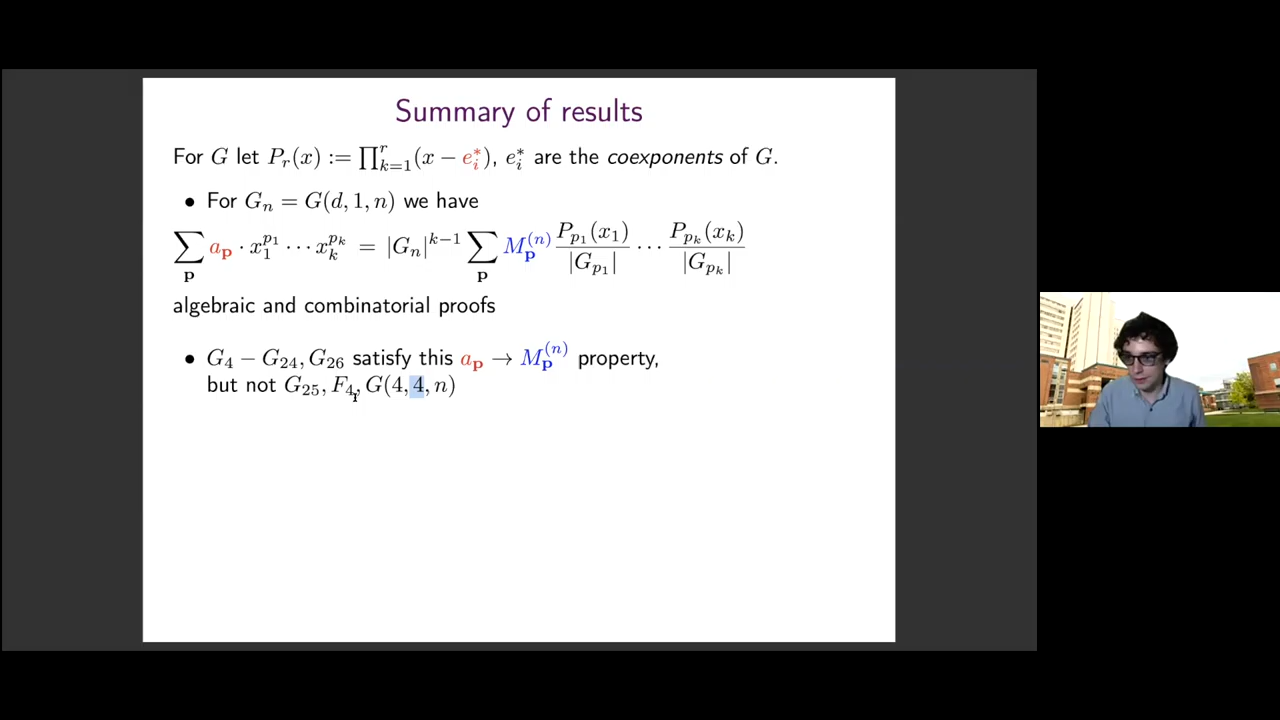 Summary of results
For G let P_r(x) := ∏_{k=1}^{r}(x − e_i^*), e_i^* are the coexponents of G.
• For G_n = G(d, 1, n) we have
∑_p a_p · x_1^{p_1} ⋯ x_k^{p_k} = |G_n|^{k−1} ∑_p M_p^{(n)} P_{p_1}(x_1)/|G_{p_1}| ⋯ P_{p_k}(x_k)/|G_{p_k}|
algebraic and combinatorial proofs
• G_4 − G_24, G_26 satisfy this a_p → M_p^{(n)} property,
but not G_25, F_4, G(4, 4, n)